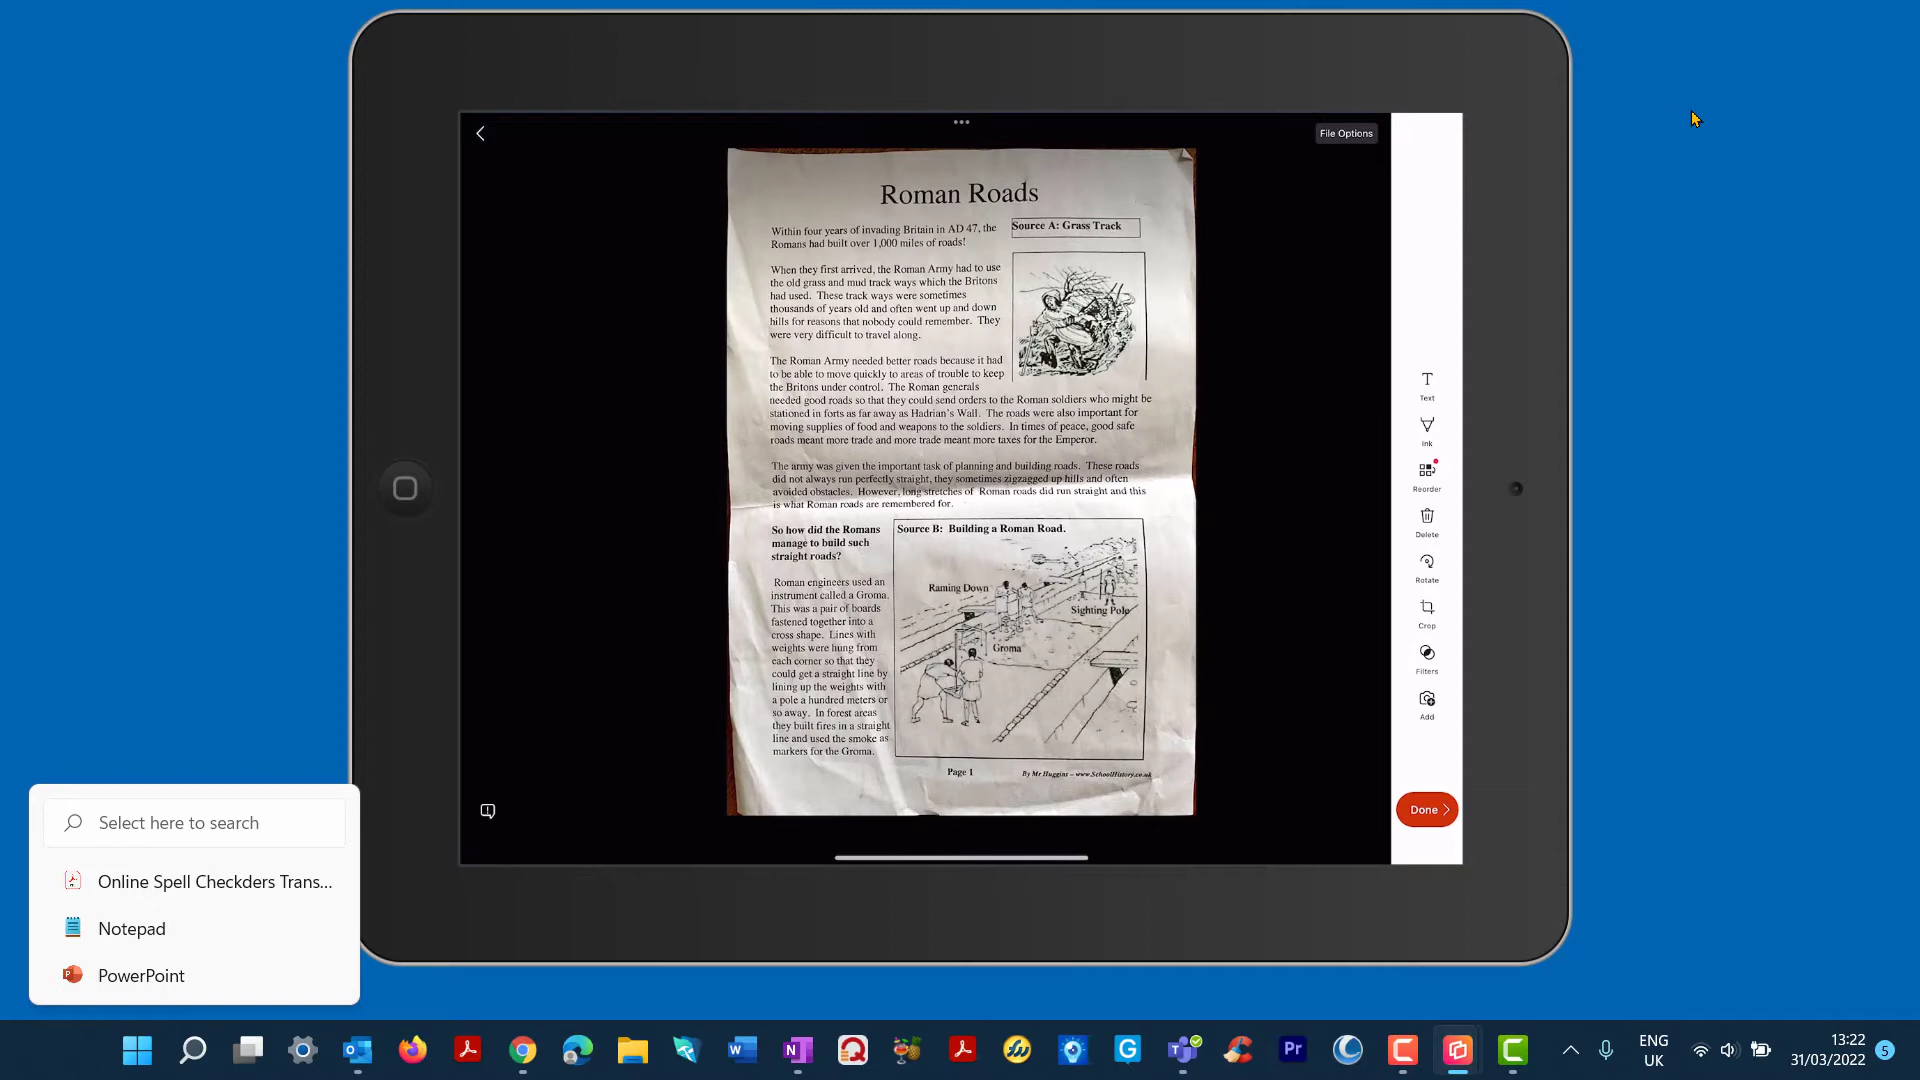 File Options
Roman Roads
Within four years of invading Britain in AD 47, the
Romans had built over 1,000 miles of roads!
Source A: Grass Track
When they first arrived, the Roman Army had to use
the old grass and mud track ways which the Britons
had used. These track ways were sometimes
thousands of years old and often went up and down
hills for reasons that nobody could remember. They
were very difficult to travel along.
The Roman Army needed better roads because it had
to be able to move quickly to areas of trouble to keep
the Britons under control. The Roman generals
needed good roads so that they could send orders to the Roman soldiers who might be
stationed in forts as far away as Hadrian's Wall. The roads were also important for
moving supplies of food and weapons to the soldiers. In times of peace, good safe
roads meant more trade and more trade meant more taxes for the Emperor.
The army was given the important task of planning and building roads. These roads
did not always run perfectly straight, they sometimes zigzagged up hills and often
avoided obstacles. However, long stretches of Roman roads did run straight and this
is what Roman roads are remembered for.
So how did the Romans
manage to build such
straight roads?
Roman engineers used an
instrument called a Groma.
This was a pair of boards
fastened together into a
cross shape. Lines with
weights were hung from
each corner so that they
could get a straight line by
lining up the weights with
a pole a hundred meters or
so away. In forest areas
they built fires in a straight
line and used the smoke as
markers for the Groma.
Source B: Building a Roman Road.
Raming Down
Sighting Pole
Groma
Page 1
By Mr Huggins – www.SchoolHistory.co.uk
Text
Ink
Reorder
Delete
Rotate
Crop
Filters
Add
Done
Select here to search
Online Spell Checkders Trans...
Notepad
PowerPoint
Pr
ENG
UK
13:22
31/03/2022
5